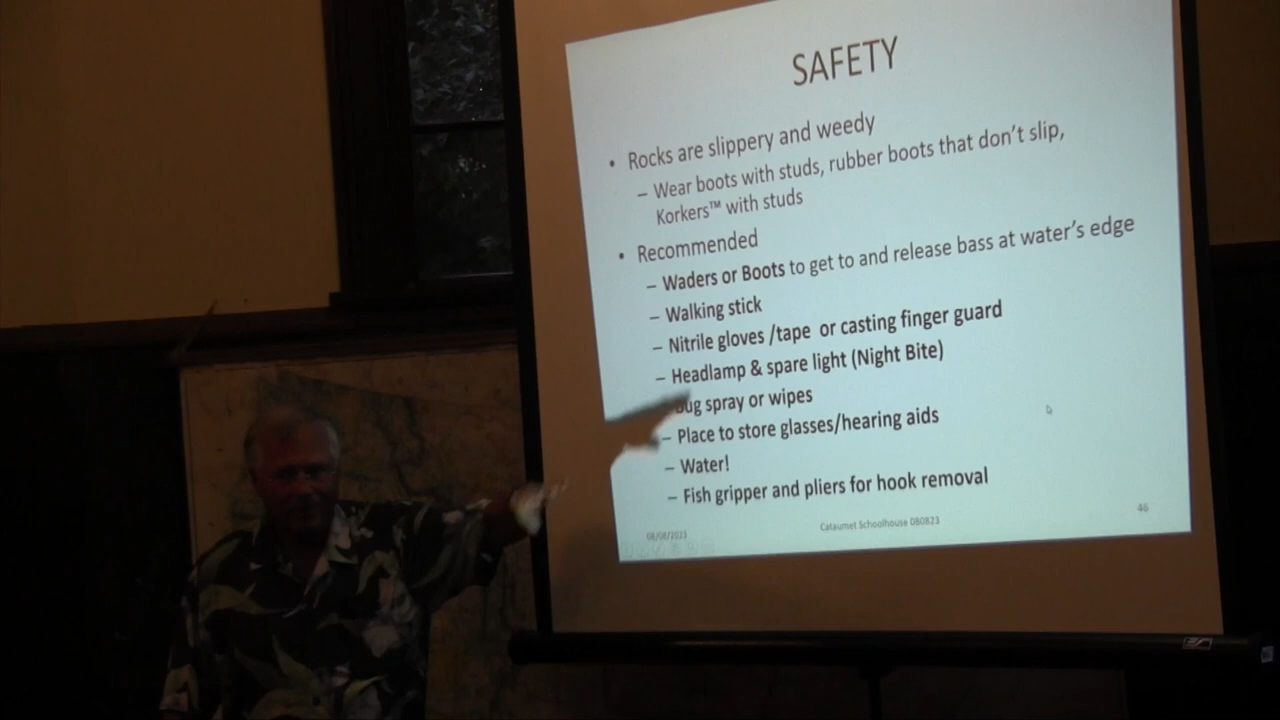 SAFETY
• Rocks are slippery and weedy
– Wear boots with studs, rubber boots that don't slip,
Korkers™ with studs
• Recommended
– Waders or Boots to get to and release bass at water's edge
– Walking stick
– Nitrile gloves /tape or casting finger guard
– Headlamp & spare light (Night Bite)
Bug spray or wipes
– Place to store glasses/hearing aids
– Water!
– Fish gripper and pliers for hook removal
08/08/2023
Cataumet Schoolhouse 080823
46